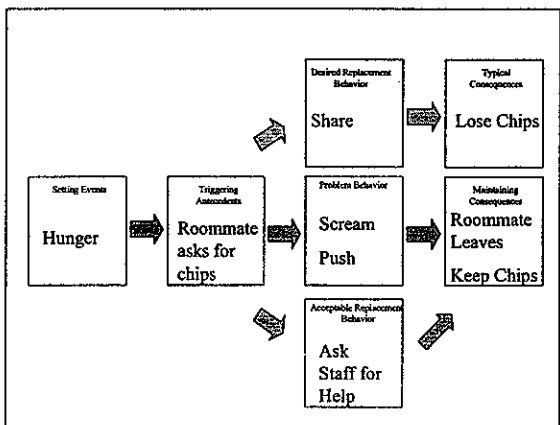 Desired Replacement
Behavior
Share
Typical
Consequences
Lose Chips
Setting Events
Hunger
Triggering
Antecedents
Roommate
asks for
chips
Problem Behavior
Scream
Push
Maintaining
Consequences
Roommate
Leaves
Keep Chips
Acceptable Replacement
Behavior
Ask
Staff for
Help